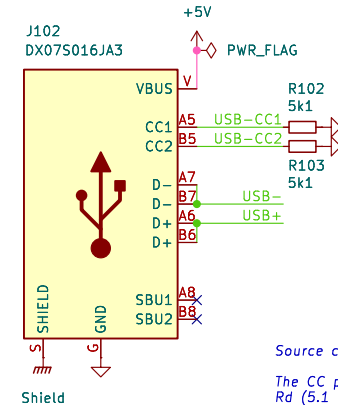 +5V
J102
DX07S016JA3
PWR_FLAG
VBUS
V
R102
5k1
CC1
A5
USB-CC1
CC2
B5
USB-CC2
R103
5k1
D-
A7
D-
B7
USB-
D+
A6
USB+
D+
B6
SBU1
A8
SBU2
B8
SHIELD
GND
S
G
Source c
The CC p
Rd (5.1
Shield